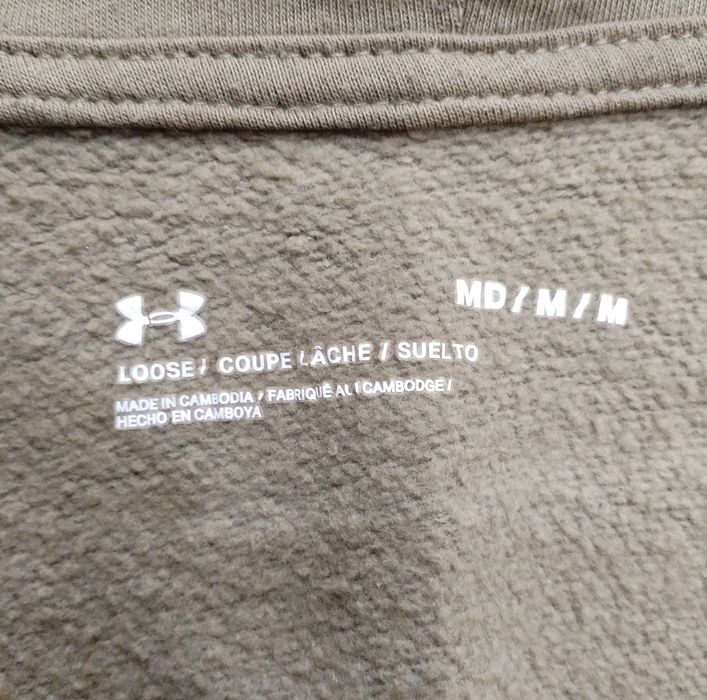 MD / M / M
LOOSE / COUPE LÂCHE / SUELTO
MADE IN CAMBODIA / FABRIQUÉ AU CAMBODGE /
HECHO EN CAMBOYA